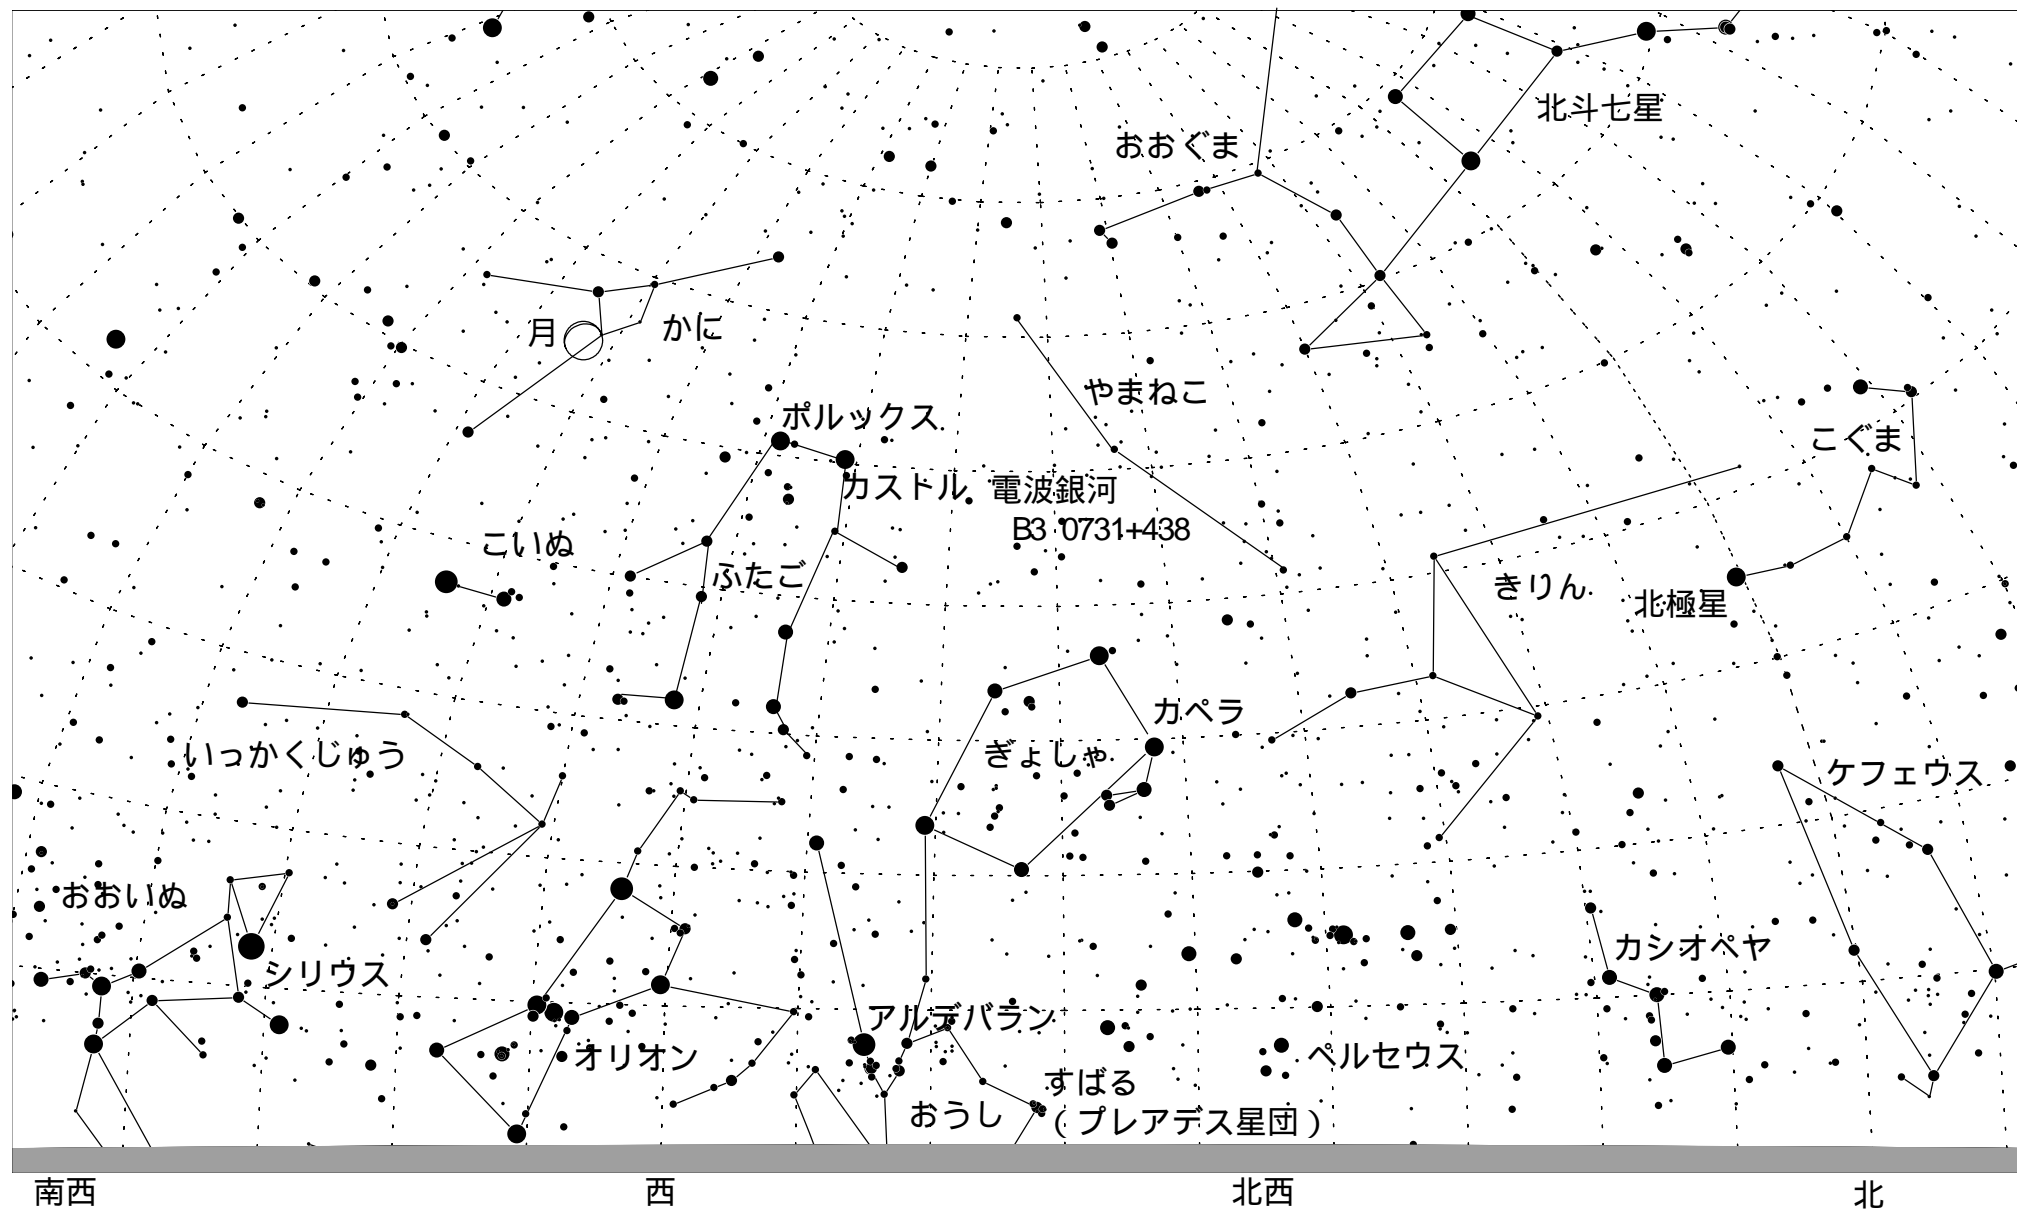 北斗七星
おおぐま
月
かに
やまねこ
ポルックス
こぐま
カストル
電波銀河
B3 0731+438
こいぬ
ふたご
きりん
北極星
カペラ
いっかくじゅう
ぎょしゃ
ケフェウス
おおいぬ
カシオペヤ
シリウス
アルデバラン
オリオン
ペルセウス
すばる
おうし
(プレアデス星団)
南西
西
北西
北